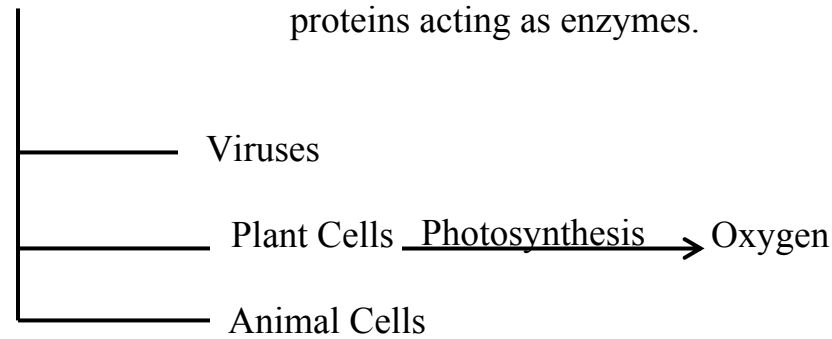 proteins acting as enzymes.
Viruses
Plant Cells Photosynthesis Oxygen
Animal Cells